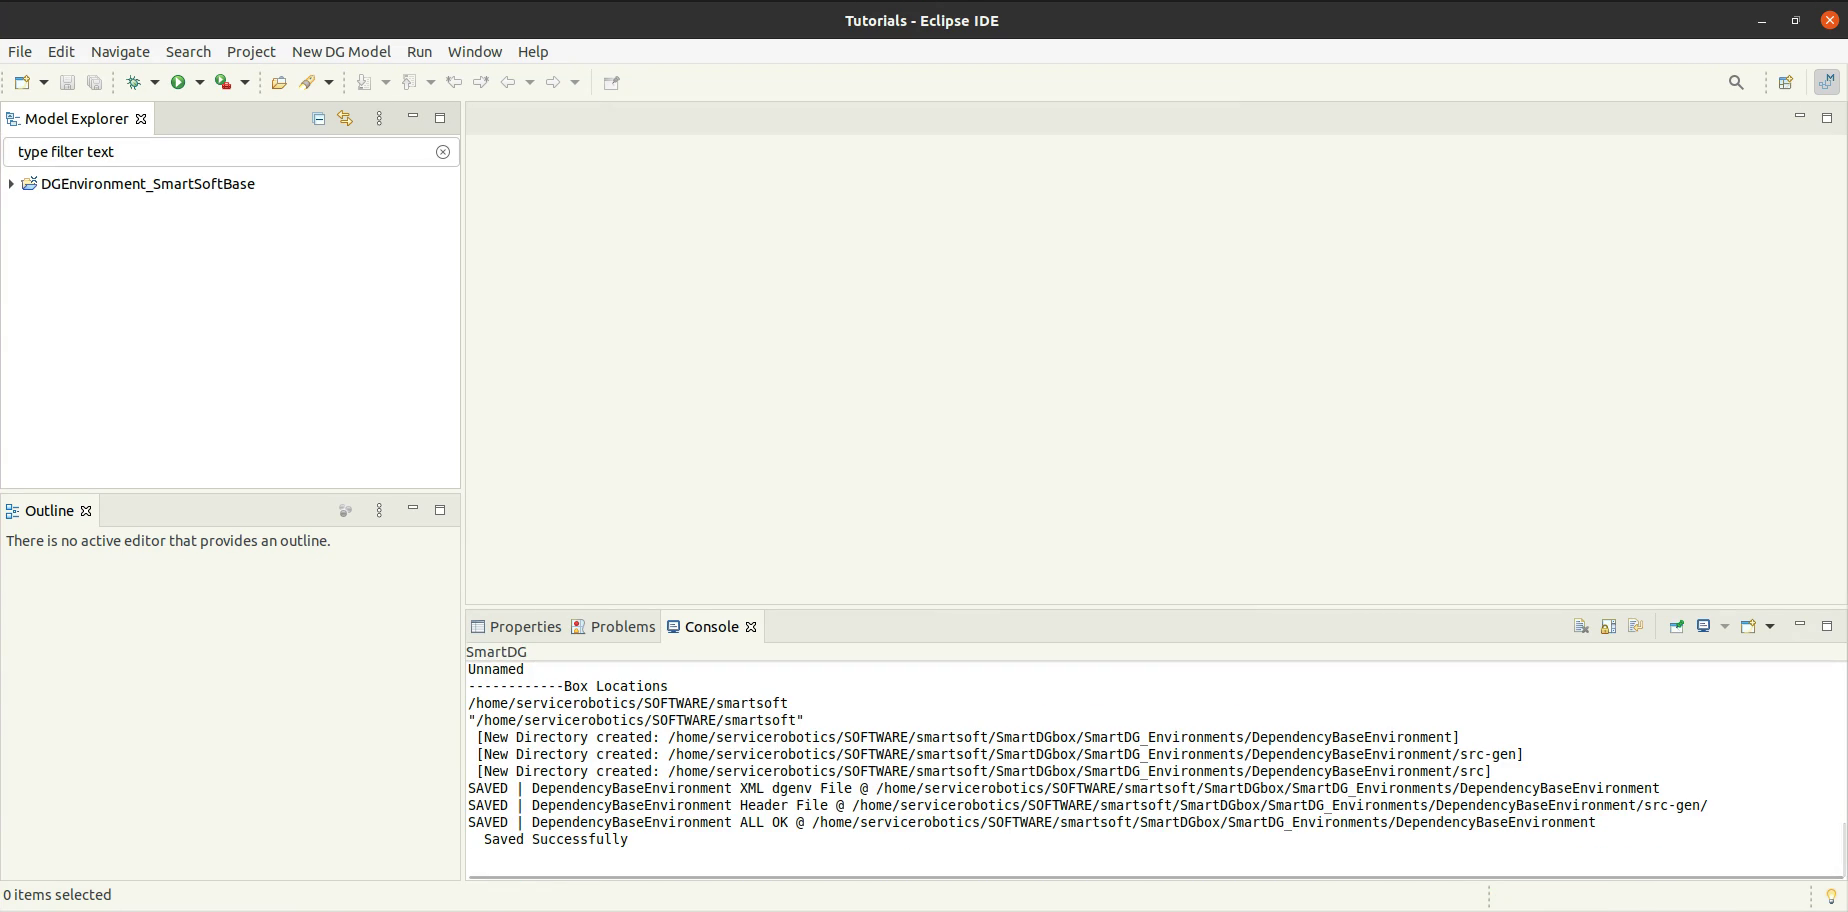 Tutorials - Eclipse IDE
File Edit Navigate Search Project New DG Model Run Window Help
Model Explorer
type filter text
DGEnvironment_SmartSoftBase
Outline
There is no active editor that provides an outline.
Properties Problems Console
SmartDG
Unnamed
------------Box Locations
/home/servicerobotics/SOFTWARE/smartsoft
"/home/servicerobotics/SOFTWARE/smartsoft"
[New Directory created: /home/servicerobotics/SOFTWARE/smartsoft/SmartDGbox/SmartDG_Environments/DependencyBaseEnvironment]
[New Directory created: /home/servicerobotics/SOFTWARE/smartsoft/SmartDGbox/SmartDG_Environments/DependencyBaseEnvironment/src-gen]
[New Directory created: /home/servicerobotics/SOFTWARE/smartsoft/SmartDGbox/SmartDG_Environments/DependencyBaseEnvironment/src]
SAVED | DependencyBaseEnvironment XML dgenv File @ /home/servicerobotics/SOFTWARE/smartsoft/SmartDGbox/SmartDG_Environments/DependencyBaseEnvironment
SAVED | DependencyBaseEnvironment Header File @ /home/servicerobotics/SOFTWARE/smartsoft/SmartDGbox/SmartDG_Environments/DependencyBaseEnvironment/src-gen/
SAVED | DependencyBaseEnvironment ALL OK @ /home/servicerobotics/SOFTWARE/smartsoft/SmartDGbox/SmartDG_Environments/DependencyBaseEnvironment
Saved Successfully
0 items selected